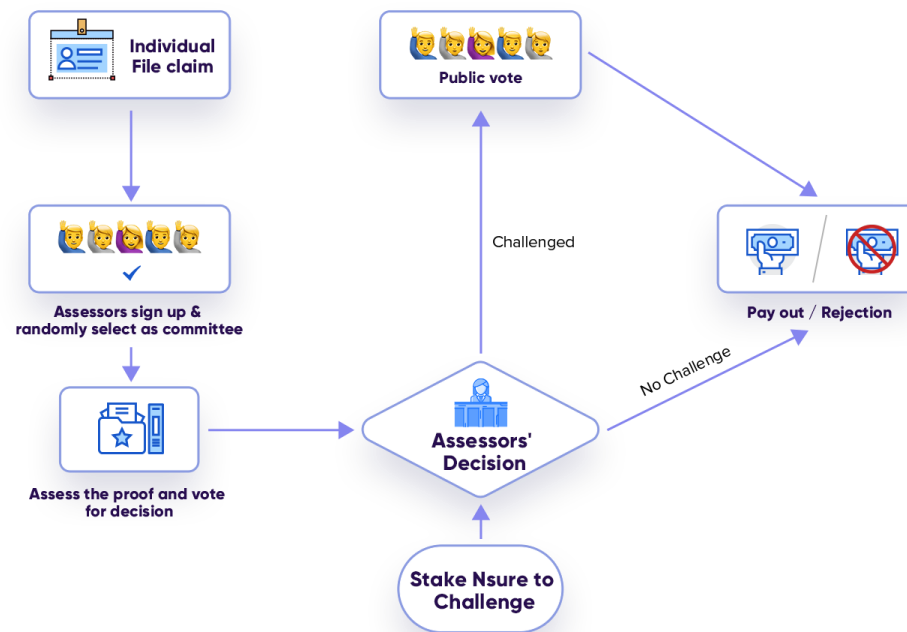 Individual
File claim
Public vote
Assessors sign up &
randomly select as committee
Challenged
Pay out / Rejection
No Challenge
Assessors'
Decision
Assess the proof and vote
for decision
Stake Nsure to
Challenge